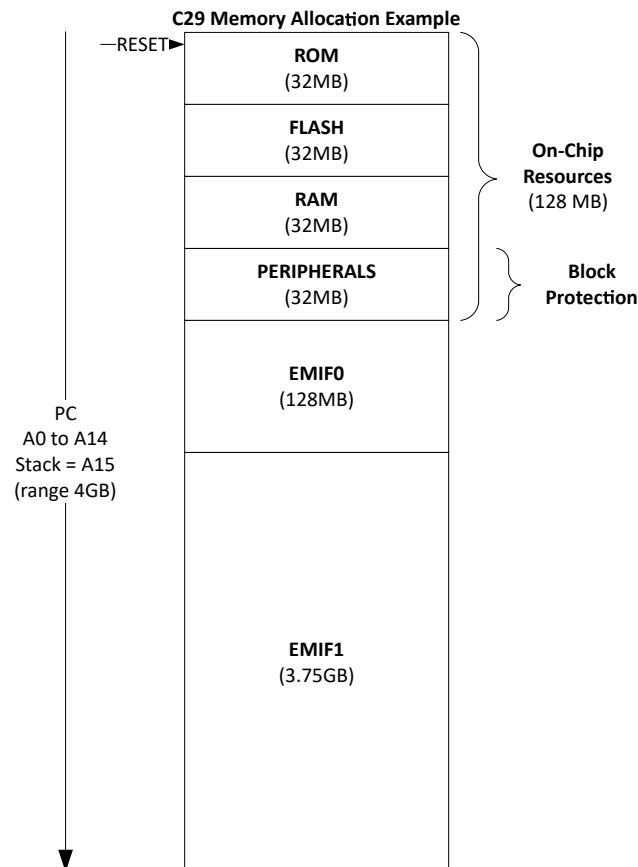 C29 Memory Allocation Example
RESET
ROM
(32MB)
FLASH
(32MB)
RAM
(32MB)
PERIPHERALS
(32MB)
On-Chip
Resources
(128 MB)
Block
Protection
EMIF0
(128MB)
PC
A0 to A14
Stack = A15
(range 4GB)
EMIF1
(3.75GB)